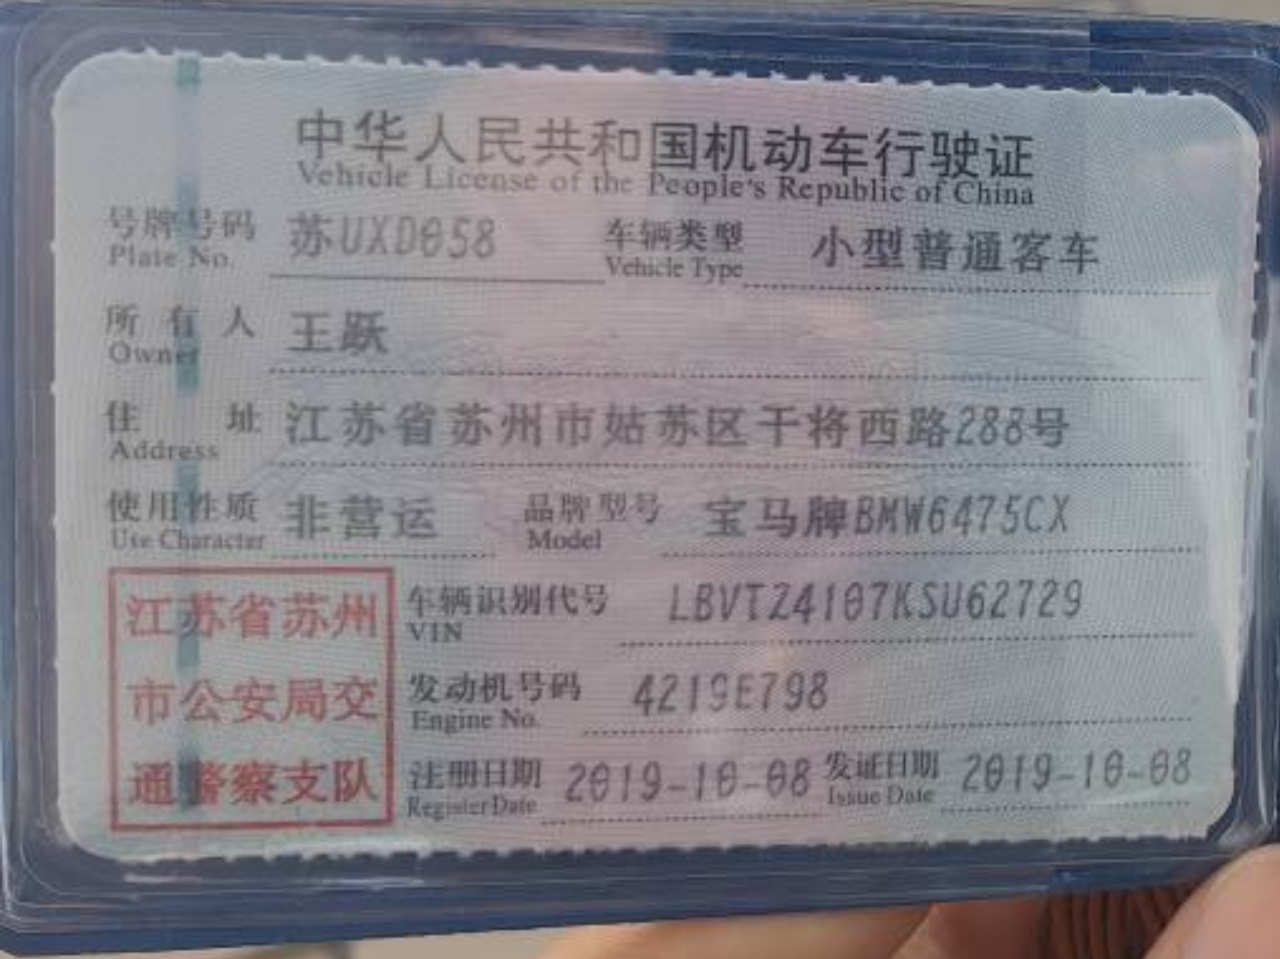 中华人民共和国机动车行驶证
Vehicle License of the People's Republic of China
号牌号码 苏UXD058 车辆类型 小型普通客车
Plate No. Vehicle Type
所有人 王跃
Owner
住址 江苏省苏州市姑苏区干将西路288号
Address
使用性质 非营运 品牌型号 宝马牌BMW6475CX
Use Character Model
江苏省苏州
市公安局交
通警察支队
车辆识别代号 LBVTZ4107KSU62729
VIN
发动机号码 4219E798
Engine No.
注册日期 2019-10-08 发证日期 2019-10-08
Register Date Issue Date